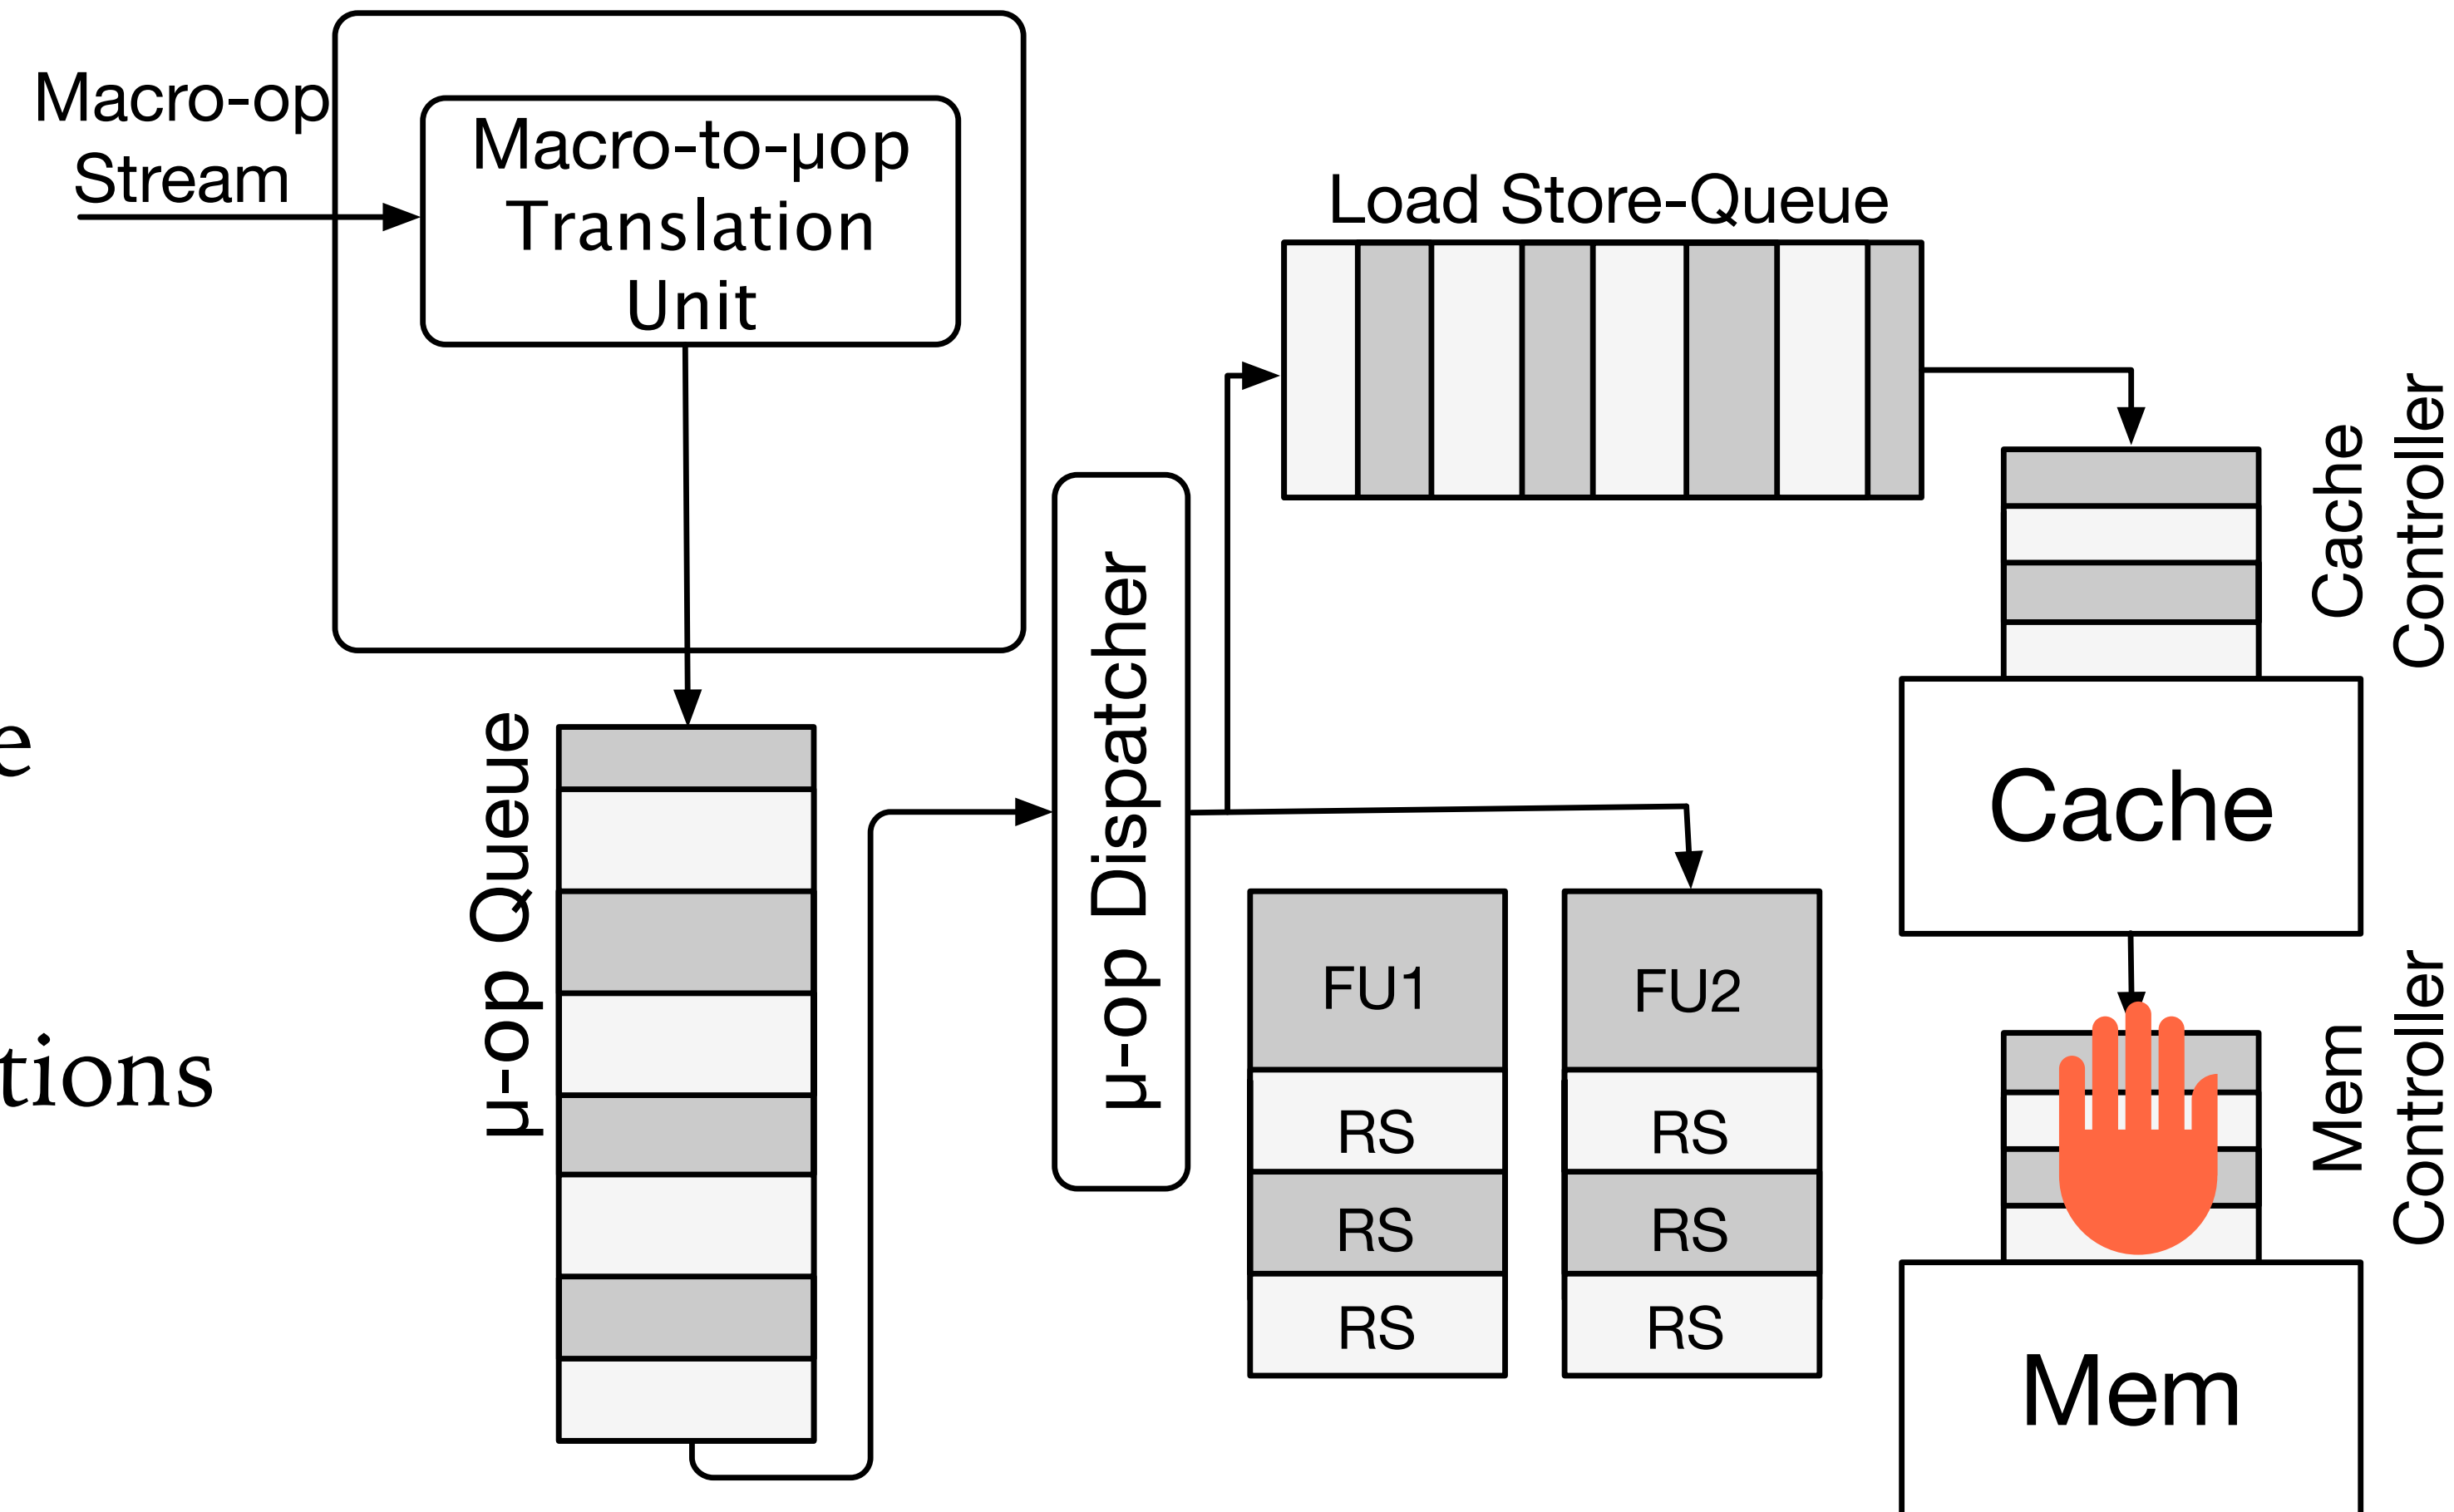 Macro-op
Stream
Macro-to-μop
Translation
Unit
Load Store-Queue
Cache
Controller
μ-op Queue
μ-op Dispatcher
Cache
FU1
FU2
RS
RS
RS
RS
RS
RS
Mem
Controller
Mem
e
tions